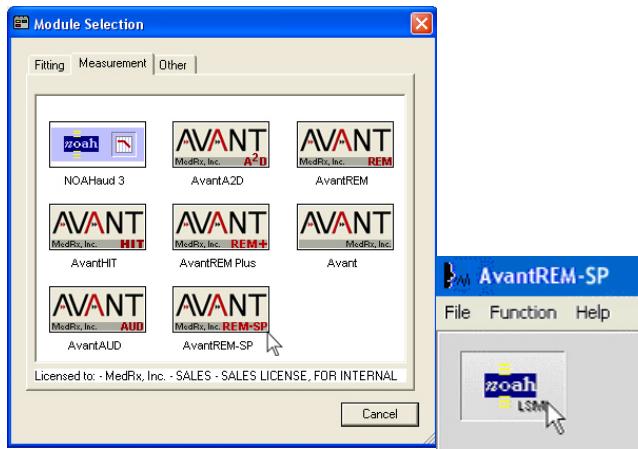 Module Selection
Fitting Measurement Other
noah
NOAHaud 3
AVANT
MedRx, Inc. A2D
AvantA2D
AVANT
MedRx, Inc. REM
AvantREM
AVANT
MedRx, Inc. HIT
AvantHIT
AVANT
MedRx, Inc. REM+
AvantREM Plus
AVANT
MedRx, Inc.
Avant
AVANT
MedRx, Inc. AUD
AvantAUD
AVANT
MedRx, Inc. REM-SP
AvantREM-SP
Licensed to: - MedRx, Inc. - SALES - SALES LICENSE, FOR INTERNAL
Cancel
AvantREM-SP
File Function Help
noah